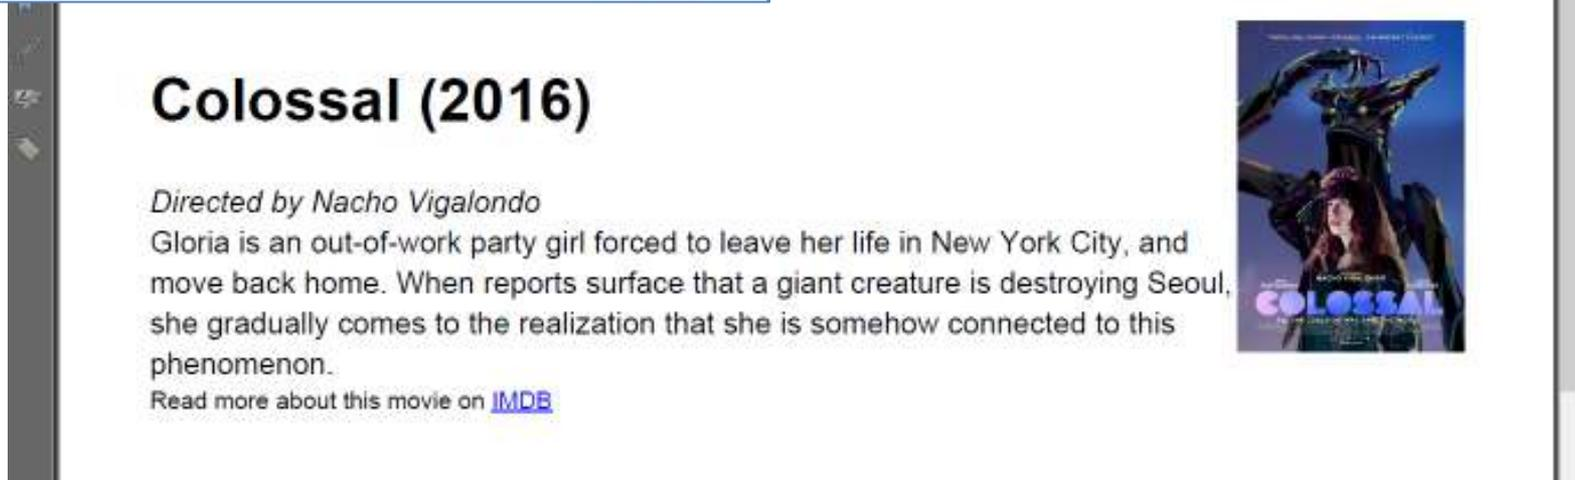 Colossal (2016)
Directed by Nacho Vigalondo
Gloria is an out-of-work party girl forced to leave her life in New York City, and
move back home. When reports surface that a giant creature is destroying Seoul,
she gradually comes to the realization that she is somehow connected to this
phenomenon.
Read more about this movie on IMDB
NACHO VIGALONDO
COLOSSAL